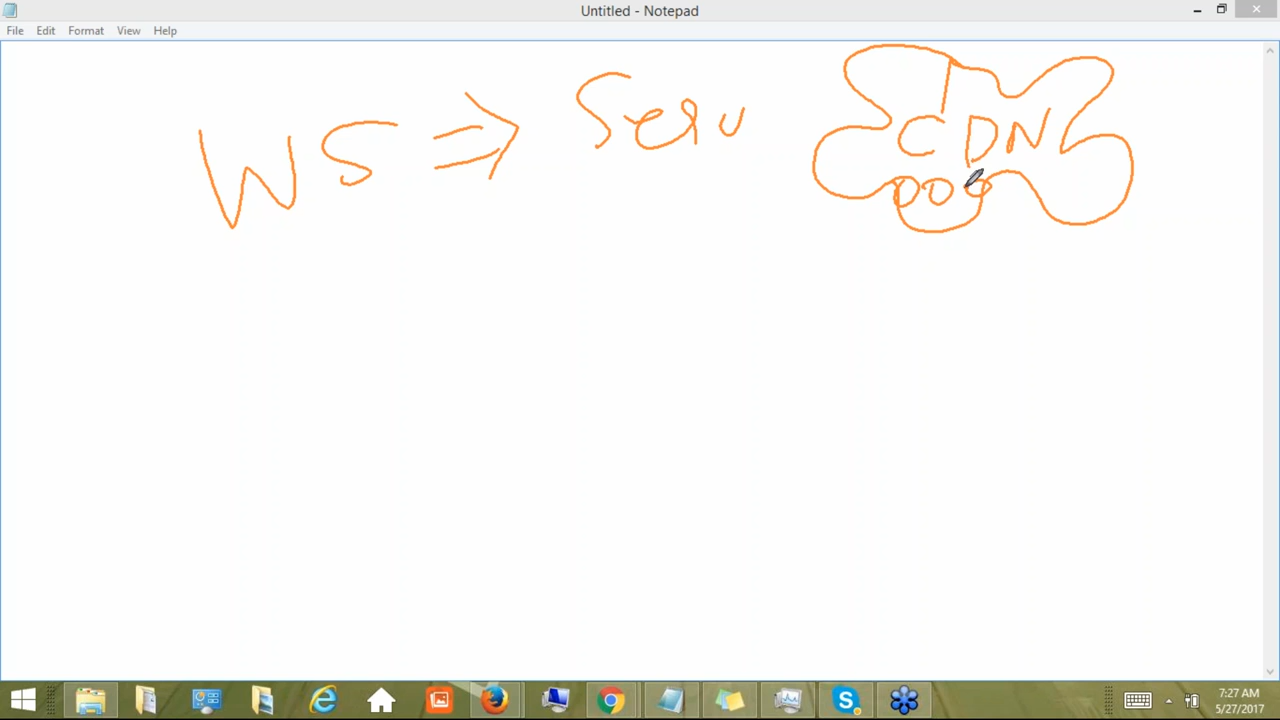 Untitled - Notepad
File Edit Format View Help
WS ⇒ Serv
CDN
7:27 AM
5/27/2017